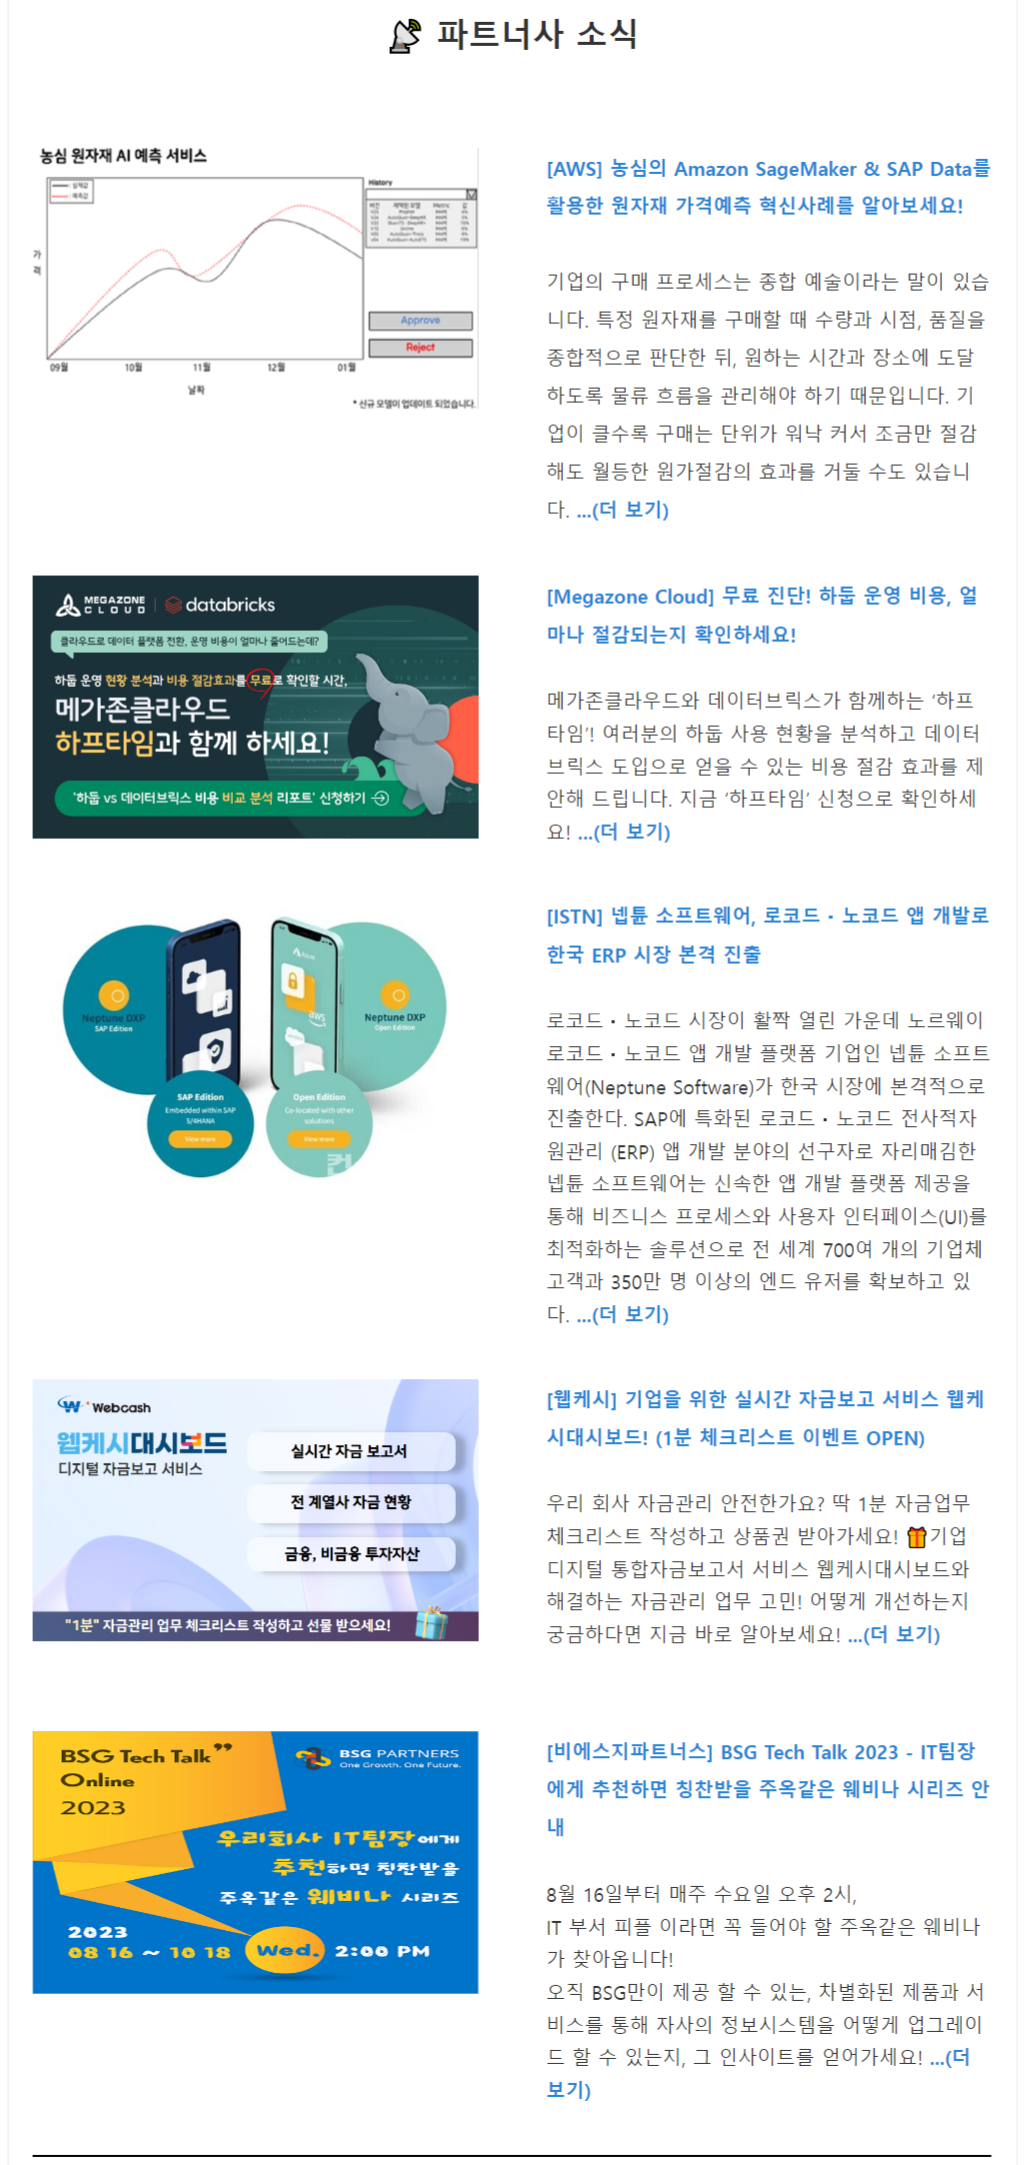 파트너사 소식
농심 원자재 AI 예측 서비스
실제값
예측값
History
버전 채택된 모델 Metric 값
가
격
Approve
Reject
09월 10월 11월 12월 01월
날짜
* 신규 모델이 업데이트 되었습니다.
[AWS] 농심의 Amazon SageMaker & SAP Data를
활용한 원자재 가격예측 혁신사례를 알아보세요!
기업의 구매 프로세스는 종합 예술이라는 말이 있습
니다. 특정 원자재를 구매할 때 수량과 시점, 품질을
종합적으로 판단한 뒤, 원하는 시간과 장소에 도달
하도록 물류 흐름을 관리해야 하기 때문입니다. 기
업이 클수록 구매는 단위가 워낙 커서 조금만 절감
해도 월등한 원가절감의 효과를 거둘 수도 있습니
다. ...(더 보기)
MEGAZONE CLOUD | databricks
클라우드로 데이터 플랫폼 전환, 운영 비용이 얼마나 줄어드는데?
하둡 운영 현황 분석과 비용 절감효과를 무료로 확인할 시간,
메가존클라우드
하프타임과 함께 하세요!
'하둡 vs 데이터브릭스 비용 비교 분석 리포트' 신청하기
[Megazone Cloud] 무료 진단! 하둡 운영 비용, 얼
마나 절감되는지 확인하세요!
메가존클라우드와 데이터브릭스가 함께하는 ‘하프
타임’! 여러분의 하둡 사용 현황을 분석하고 데이터
브릭스 도입으로 얻을 수 있는 비용 절감 효과를 제
안해 드립니다. 지금 ‘하프타임’ 신청으로 확인하세
요! ...(더 보기)
Neptune DXP
SAP Edition
Azure
aws
Neptune DXP
Open Edition
SAP Edition
Embedded within SAP
S/4HANA
View more
Open Edition
Co-located with other
solutions
View more
컨
[ISTN] 넵튠 소프트웨어, 로코드・노코드 앱 개발로
한국 ERP 시장 본격 진출
로코드・노코드 시장이 활짝 열린 가운데 노르웨이
로코드・노코드 앱 개발 플랫폼 기업인 넵튠 소프트
웨어(Neptune Software)가 한국 시장에 본격적으로
진출한다. SAP에 특화된 로코드・노코드 전사적자
원관리 (ERP) 앱 개발 분야의 선구자로 자리매김한
넵튠 소프트웨어는 신속한 앱 개발 플랫폼 제공을
통해 비즈니스 프로세스와 사용자 인터페이스(UI)를
최적화하는 솔루션으로 전 세계 700여 개의 기업체
고객과 350만 명 이상의 엔드 유저를 확보하고 있
다. ...(더 보기)
Webcash
웹케시대시보드
디지털 자금보고 서비스
실시간 자금 보고서
전 계열사 자금 현황
금융, 비금융 투자자산
"1분" 자금관리 업무 체크리스트 작성하고 선물 받으세요!
[웹케시] 기업을 위한 실시간 자금보고 서비스 웹케
시대시보드! (1분 체크리스트 이벤트 OPEN)
우리 회사 자금관리 안전한가요? 딱 1분 자금업무
체크리스트 작성하고 상품권 받아가세요! 🎁기업
디지털 통합자금보고서 서비스 웹케시대시보드와
해결하는 자금관리 업무 고민! 어떻게 개선하는지
궁금하다면 지금 바로 알아보세요! ...(더 보기)
BSG Tech Talk ”
Online
2023
BSG PARTNERS
One Growth. One Future.
우리회사 IT팀장에게
추천하면 칭찬받을
주옥같은 웨비나 시리즈
2023
08 16 ~ 10 18 Wed. 2:00 PM
[비에스지파트너스] BSG Tech Talk 2023 - IT팀장
에게 추천하면 칭찬받을 주옥같은 웨비나 시리즈 안
내
8월 16일부터 매주 수요일 오후 2시,
IT 부서 피플 이라면 꼭 들어야 할 주옥같은 웨비나
가 찾아옵니다!
오직 BSG만이 제공 할 수 있는, 차별화된 제품과 서
비스를 통해 자사의 정보시스템을 어떻게 업그레이
드 할 수 있는지, 그 인사이트를 얻어가세요! ...(더
보기)